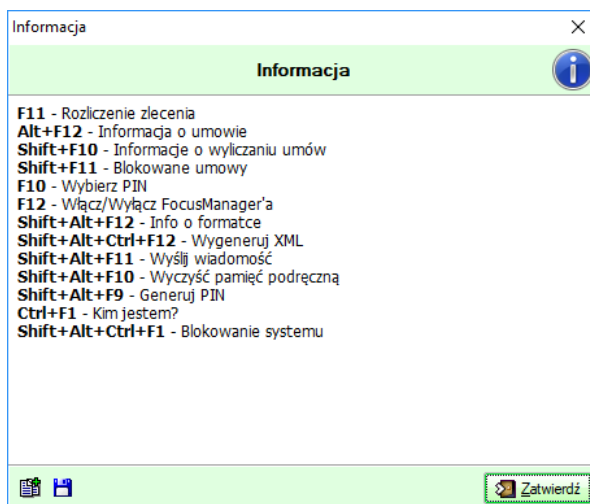 Informacja
Informacja
F11 - Rozliczenie zlecenia
Alt+F12 - Informacja o umowie
Shift+F10 - Informacje o wyliczaniu umów
Shift+F11 - Blokowane umowy
F10 - Wybierz PIN
F12 - Włącz/Wyłącz FocusManager'a
Shift+Alt+F12 - Info o formatce
Shift+Alt+Ctrl+F12 - Wygeneruj XML
Shift+Alt+F11 - Wyślij wiadomość
Shift+Alt+F10 - Wyczyść pamięć podręczną
Shift+Alt+F9 - Generuj PIN
Ctrl+F1 - Kim jestem?
Shift+Alt+Ctrl+F1 - Blokowanie systemu
Zatwierdź